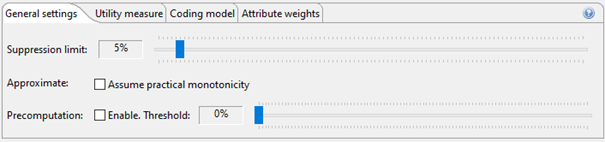 General settings Utility measure Coding model Attribute weights
Suppression limit: 5%
Approximate: Assume practical monotonicity
Precomputation: Enable. Threshold: 0%